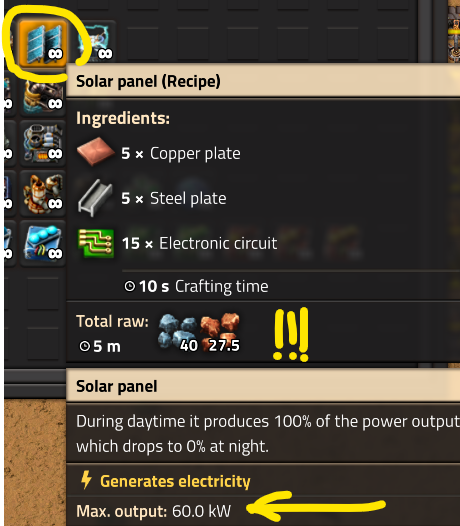 ∞
∞
Solar panel (Recipe)
∞
Ingredients:
5 × Copper plate
∞
5 × Steel plate
∞
15 × Electronic circuit
∞
10 s Crafting time
Total raw:
5 m
40 27.5
!!!
Solar panel
During daytime it produces 100% of the power output
which drops to 0% at night.
Generates electricity
Max. output: 60.0 kW